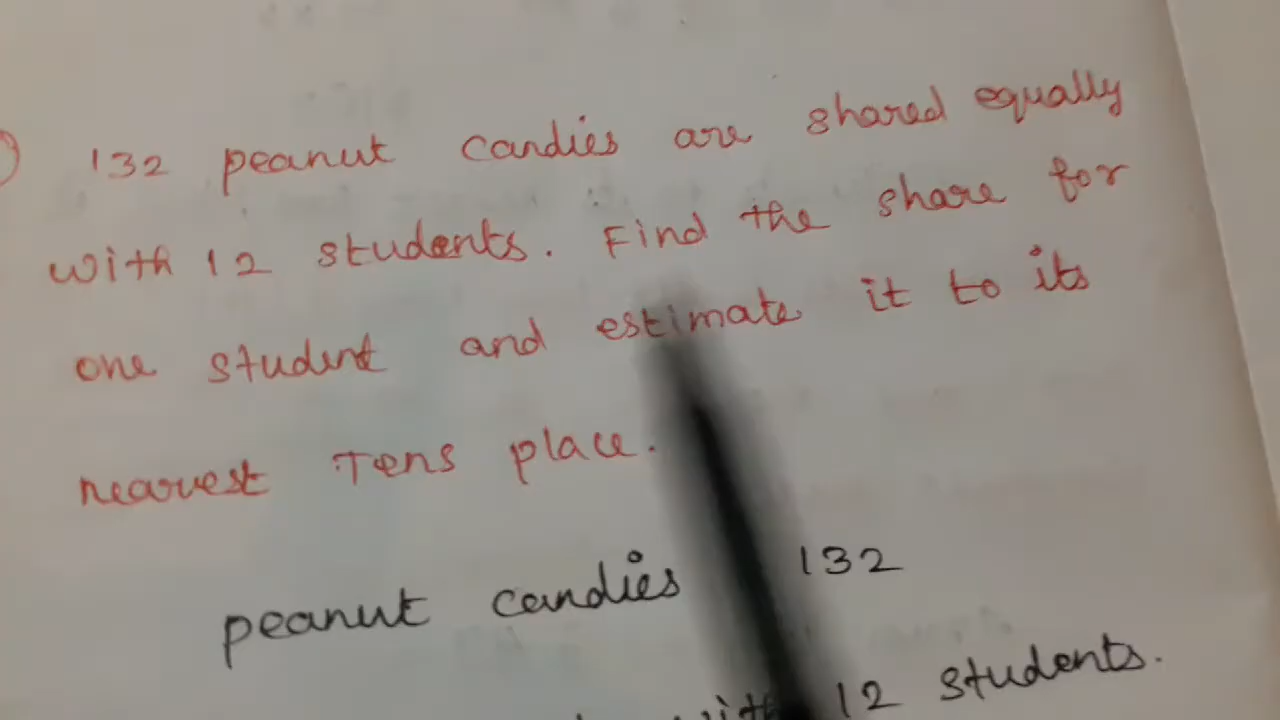 ) 132 peanut candies are shared equally
with 12 students. Find the share for
one student and estimate it to its
nearest Tens place.
peanut candies 132
with 12 students.